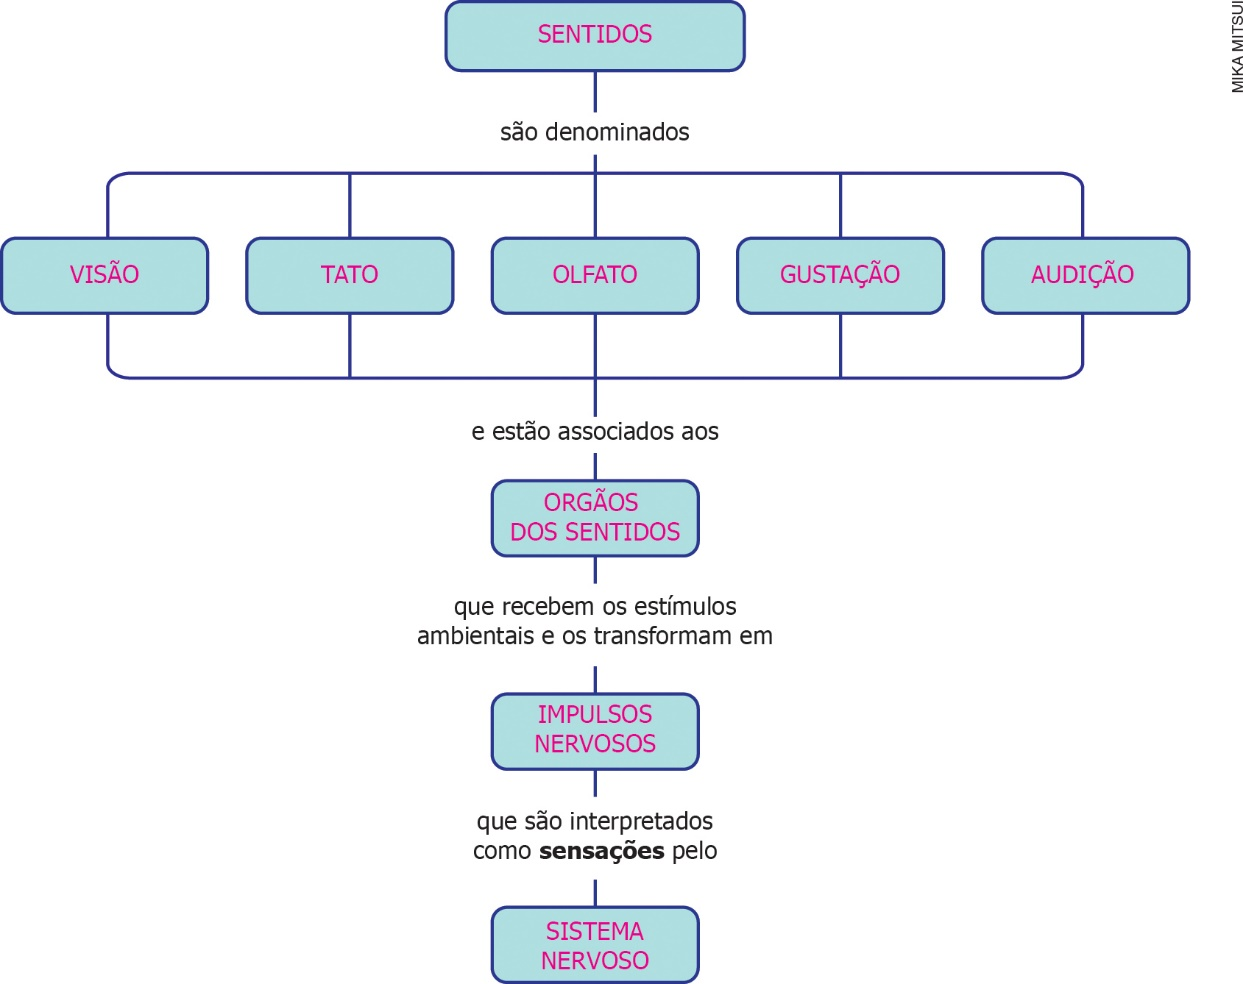 SENTIDOS
MIKA MITSUI
são denominados
VISÃO
TATO
OLFATO
GUSTAÇÃO
AUDIÇÃO
e estão associados aos
ORGÃOS
DOS SENTIDOS
que recebem os estímulos
ambientais e os transformam em
IMPULSOS
NERVOSOS
que são interpretados
como sensações pelo
SISTEMA
NERVOSO